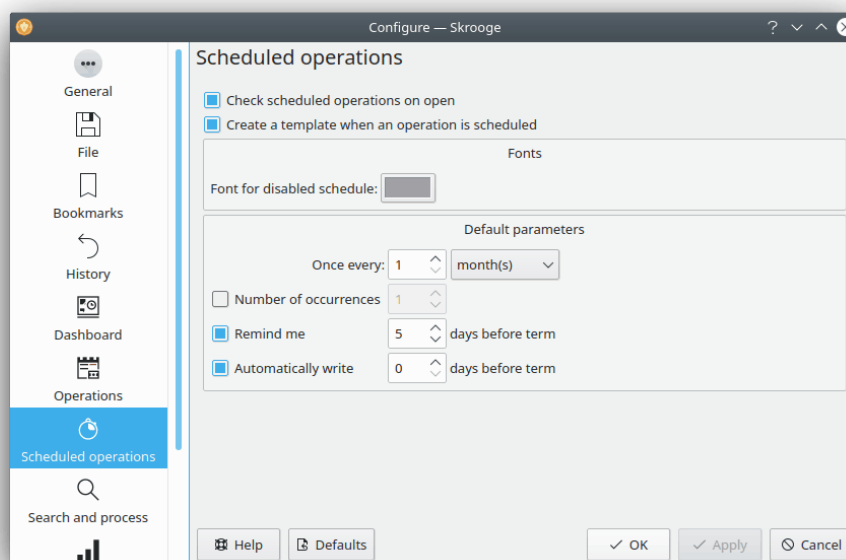 Configure — Skrooge
General
File
Bookmarks
History
Dashboard
Operations
Scheduled operations
Search and process
Scheduled operations
Check scheduled operations on open
Create a template when an operation is scheduled
Fonts
Font for disabled schedule:
Default parameters
Once every: 1 month(s)
Number of occurrences 1
Remind me 5 days before term
Automatically write 0 days before term
Help Defaults OK Apply Cancel